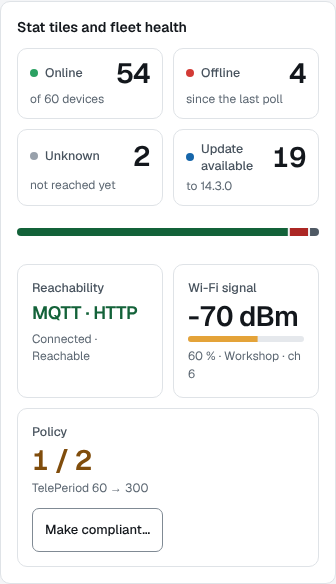 Stat tiles and fleet health
Online 54
of 60 devices
Offline 4
since the last poll
Unknown 2
not reached yet
Update
available 19
to 14.3.0
Reachability
MQTT · HTTP
Connected ·
Reachable
Wi-Fi signal
-70 dBm
60 % · Workshop · ch
6
Policy
1 / 2
TelePeriod 60 → 300
Make compliant…